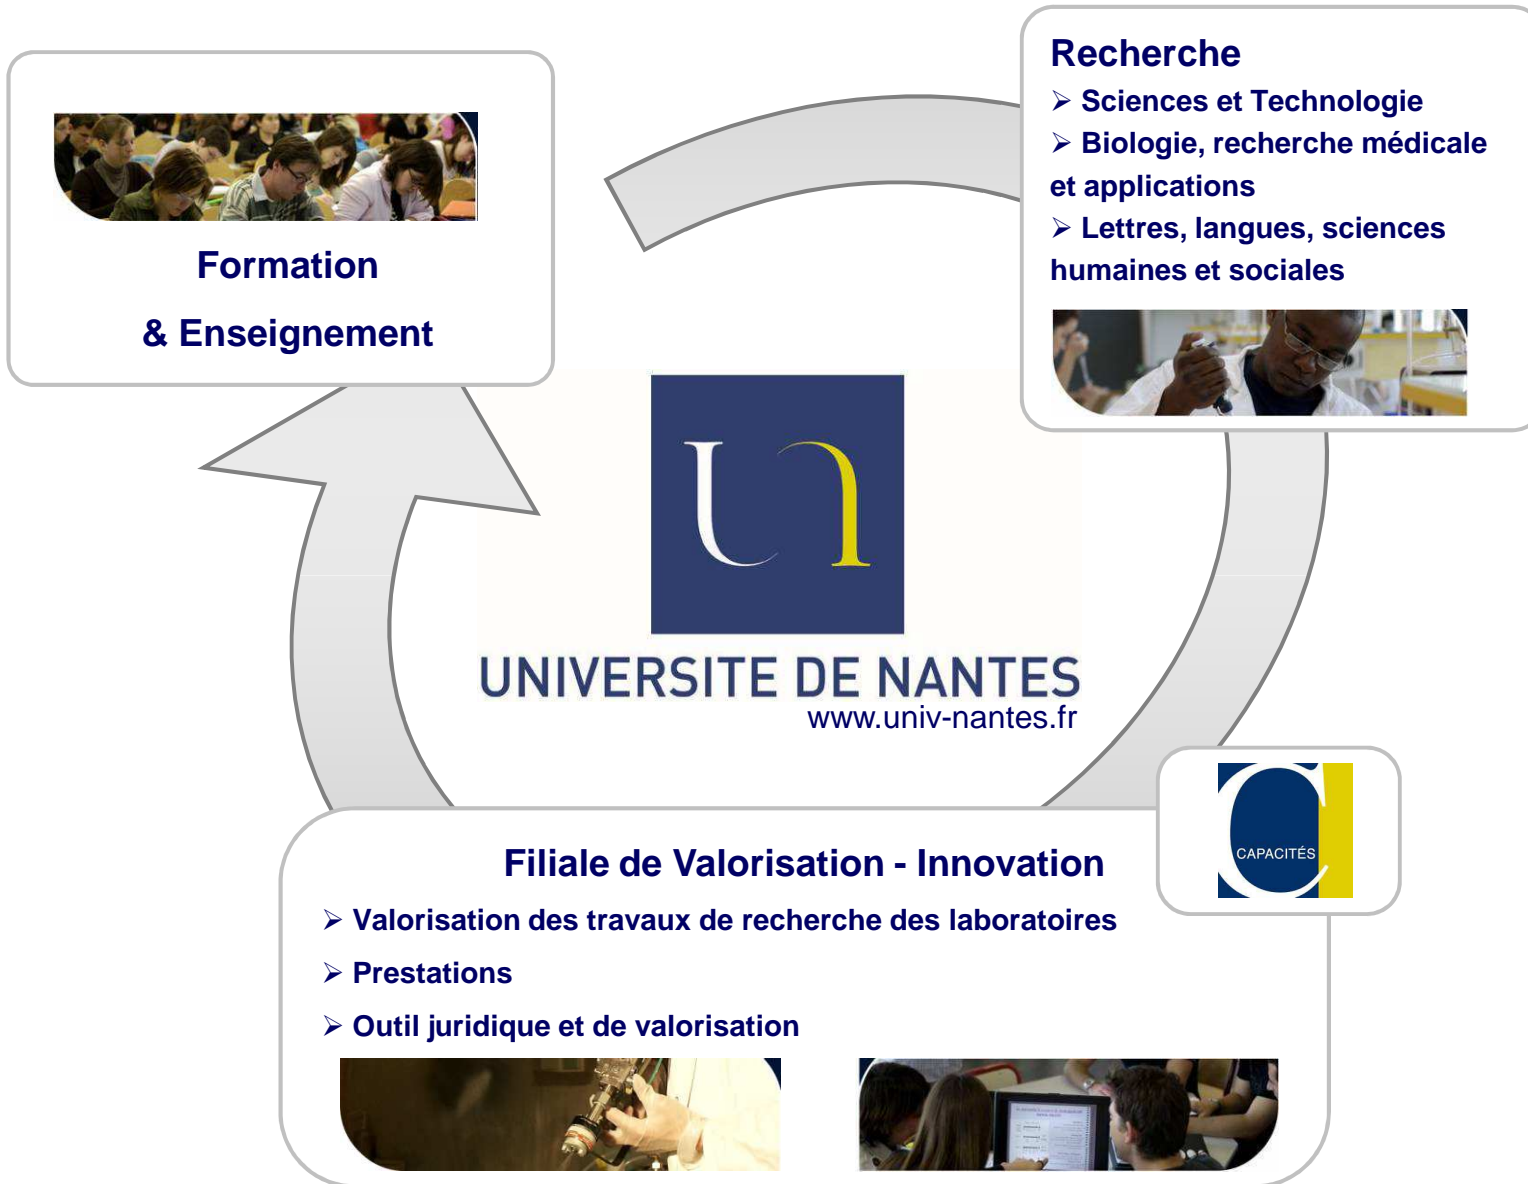 Formation
& Enseignement
Recherche
➢ Sciences et Technologie
➢ Biologie, recherche médicale
et applications
➢ Lettres, langues, sciences
humaines et sociales
UNIVERSITE DE NANTES
www.univ-nantes.fr
CAPACITÉS
Filiale de Valorisation - Innovation
➢ Valorisation des travaux de recherche des laboratoires
➢ Prestations
➢ Outil juridique et de valorisation